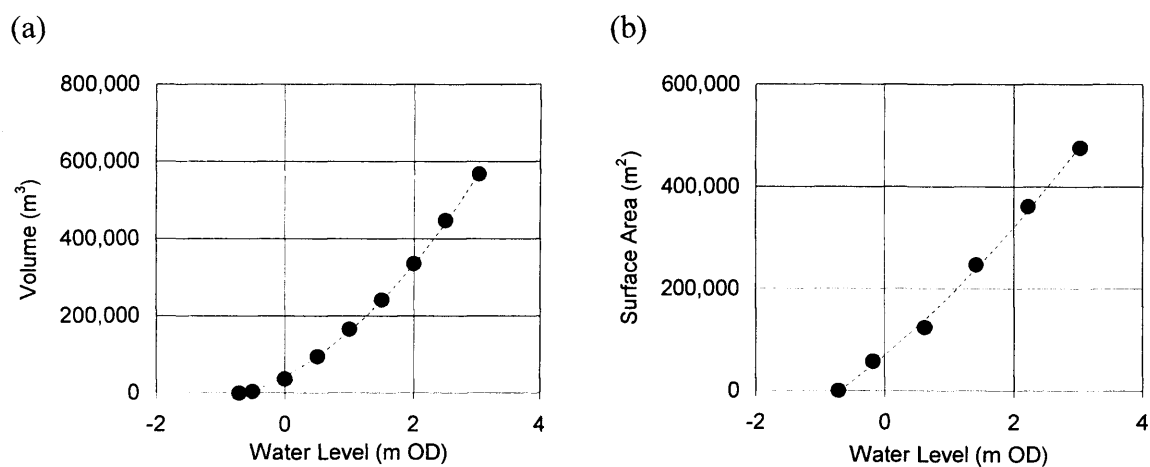 (a)
Volume (m³)
800,000
600,000
400,000
200,000
0
-2 0 2 4
Water Level (m OD)
(b)
Surface Area (m²)
600,000
400,000
200,000
0
-2 0 2 4
Water Level (m OD)